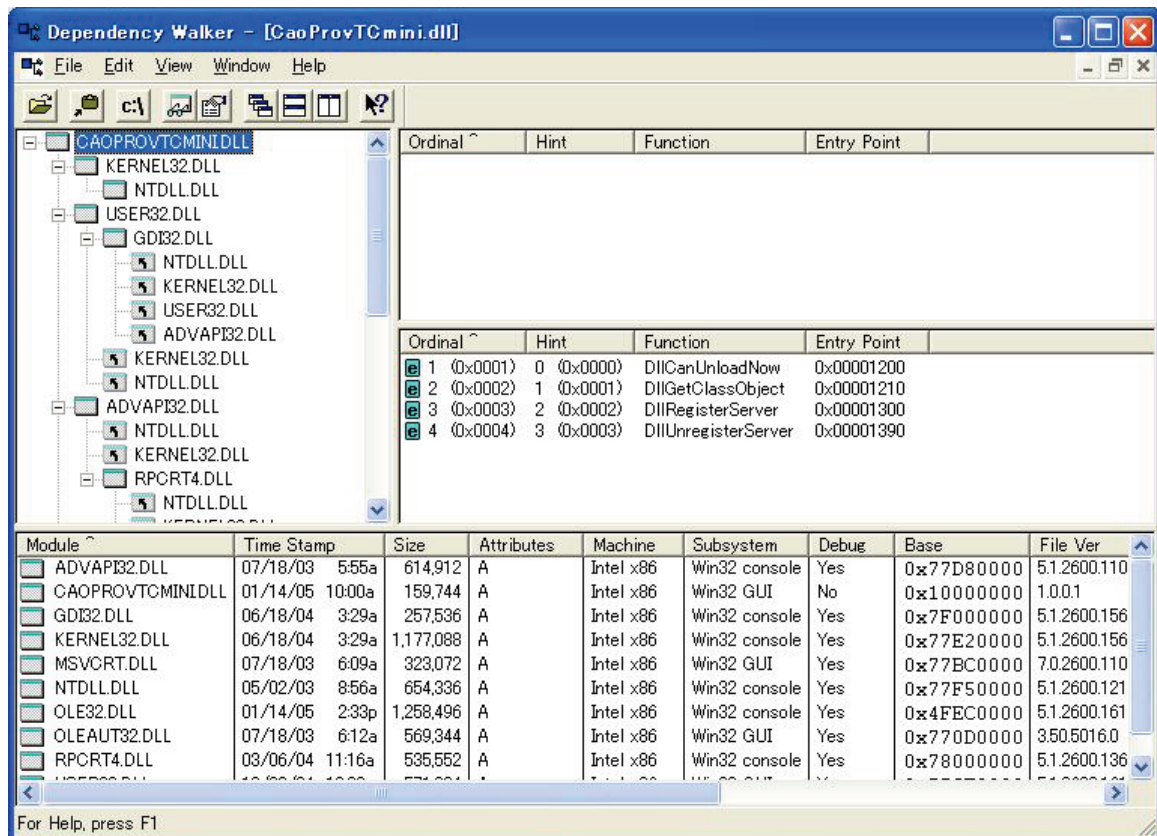 Dependency Walker - [CaoProvTCmini.dll]
File Edit View Window Help
c:\
CAOPROVTCMINI.DLL
KERNEL32.DLL
NTDLL.DLL
USER32.DLL
GDI32.DLL
NTDLL.DLL
KERNEL32.DLL
USER32.DLL
ADVAPI32.DLL
KERNEL32.DLL
NTDLL.DLL
ADVAPI32.DLL
NTDLL.DLL
KERNEL32.DLL
RPCRT4.DLL
NTDLL.DLL
Ordinal ^ Hint Function Entry Point
Ordinal ^ Hint Function Entry Point
e 1 (0x0001) 0 (0x0000) DllCanUnloadNow 0x00001200
e 2 (0x0002) 1 (0x0001) DllGetClassObject 0x00001210
e 3 (0x0003) 2 (0x0002) DllRegisterServer 0x00001300
e 4 (0x0004) 3 (0x0003) DllUnregisterServer 0x00001390
Module ^ Time Stamp Size Attributes Machine Subsystem Debug Base File Ver
ADVAPI32.DLL 07/18/03 5:55a 614,912 A Intel x86 Win32 console Yes 0x77D80000 5.1.2600.110
CAOPROVTCMINI.DLL 01/14/05 10:00a 159,744 A Intel x86 Win32 GUI No 0x10000000 1.0.0.1
GDI32.DLL 06/18/04 3:29a 257,536 A Intel x86 Win32 console Yes 0x7F000000 5.1.2600.156
KERNEL32.DLL 06/18/04 3:29a 1,177,088 A Intel x86 Win32 console Yes 0x77E20000 5.1.2600.156
MSVCRT.DLL 07/18/03 6:09a 323,072 A Intel x86 Win32 GUI Yes 0x77BC0000 7.0.2600.110
NTDLL.DLL 05/02/03 8:56a 654,336 A Intel x86 Win32 console Yes 0x77F50000 5.1.2600.121
OLE32.DLL 01/14/05 2:33p 1,258,496 A Intel x86 Win32 console Yes 0x4FEC0000 5.1.2600.161
OLEAUT32.DLL 07/18/03 6:12a 569,344 A Intel x86 Win32 GUI Yes 0x770D0000 3.50.5016.0
RPCRT4.DLL 03/06/04 11:16a 535,552 A Intel x86 Win32 console Yes 0x78000000 5.1.2600.136
For Help, press F1